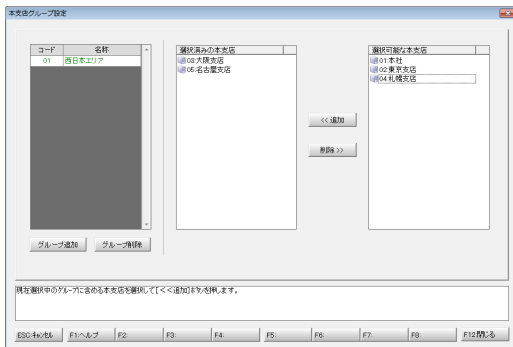 本支店グループ設定
コード 名称
01 西日本エリア
選択済みの本支店
03:大阪支店
05:名古屋支店
選択可能な本支店
01:本社
02:東京支店
04:札幌支店
<< 追加
削除 >>
グループ追加 グループ削除
現在選択中のグループに含める本支店を選択して[<<追加]ボタンを押します。
ESC:キャンセル F1:ヘルプ F2: F3: F4: F5: F6: F7: F8: F12:閉じる